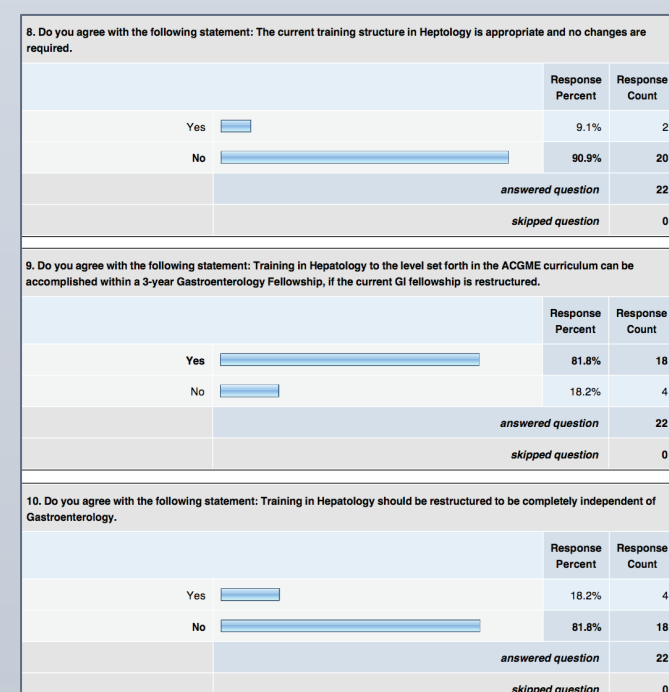 8. Do you agree with the following statement: The current training structure in Heptology is appropriate and no changes are
required.
Response Percent Response Count
Yes 9.1% 2
No 90.9% 20
answered question 22
skipped question 0
9. Do you agree with the following statement: Training in Hepatology to the level set forth in the ACGME curriculum can be
accomplished within a 3-year Gastroenterology Fellowship, if the current GI fellowship is restructured.
Response Percent Response Count
Yes 81.8% 18
No 18.2% 4
answered question 22
skipped question 0
10. Do you agree with the following statement: Training in Hepatology should be restructured to be completely independent of
Gastroenterology.
Response Percent Response Count
Yes 18.2% 4
No 81.8% 18
answered question 22
skipped question 0